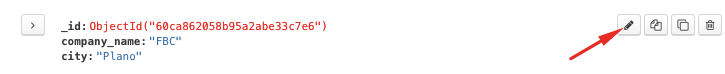 _id: ObjectId("60ca862058b95a2abe33c7e6")
company_name: "FBC"
city: "Plano"